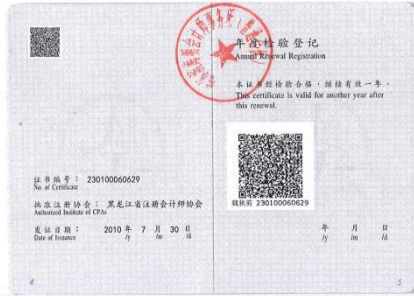 年度检验登记
Annual Renewal Registration
本证书经检验合格，继续有效一年。
This certificate is valid for another year after
this renewal.
证书编号： 230100060629
No. of Certificate
批准注册协会： 黑龙江省注册会计师协会
Authorized Institute of CPAs
发证日期： 2010 年 7 月 30 日
Date of Issuance /y /m /d
230100060629
年 月 日
/y /m /d
4
5